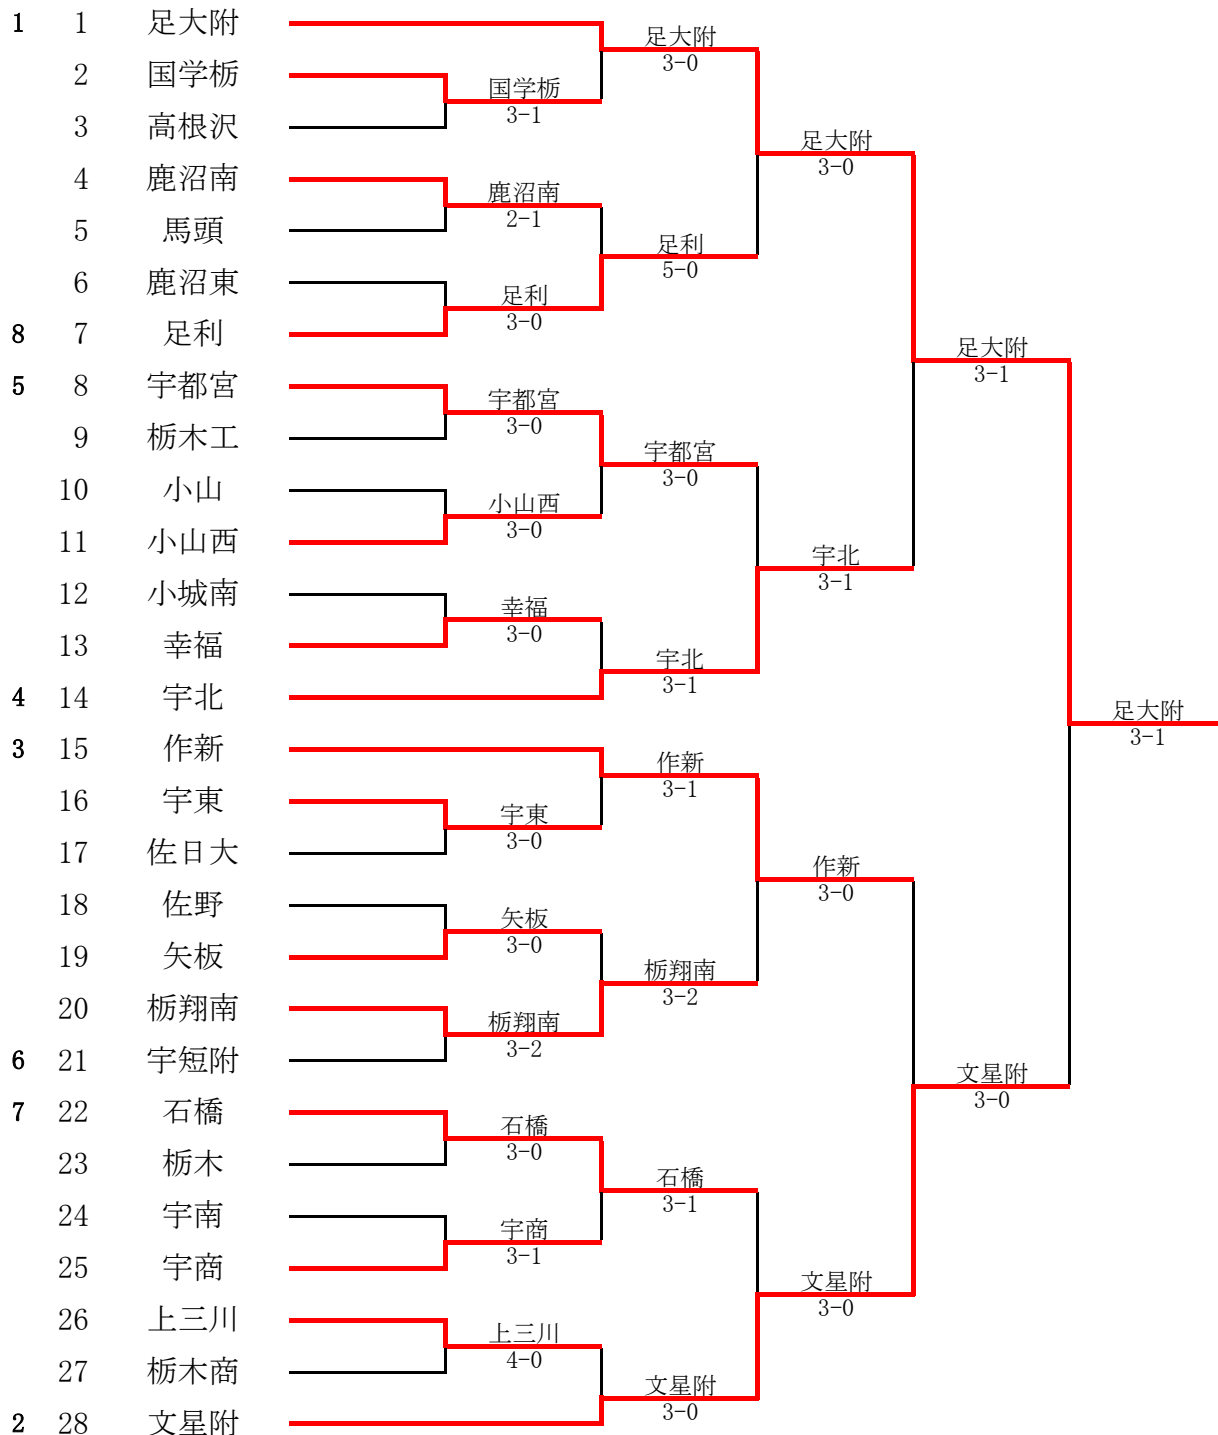 1 1 足大附
2 国学栃
3 高根沢
4 鹿沼南
5 馬頭
6 鹿沼東
8 7 足利
5 8 宇都宮
9 栃木工
10 小山
11 小山西
12 小城南
13 幸福
4 14 宇北
3 15 作新
16 宇東
17 佐日大
18 佐野
19 矢板
20 栃翔南
6 21 宇短附
7 22 石橋
23 栃木
24 宇南
25 宇商
26 上三川
27 栃木商
2 28 文星附
国学栃
3-1
鹿沼南
2-1
足利
3-0
宇都宮
3-0
小山西
3-0
幸福
3-0
宇東
3-0
矢板
3-0
栃翔南
3-2
石橋
3-0
宇商
3-1
上三川
4-0
足大附
3-0
足利
5-0
宇都宮
3-0
宇北
3-1
作新
3-1
栃翔南
3-2
石橋
3-1
文星附
3-0
足大附
3-0
宇北
3-1
作新
3-0
文星附
3-0
足大附
3-1
文星附
3-0
足大附
3-1